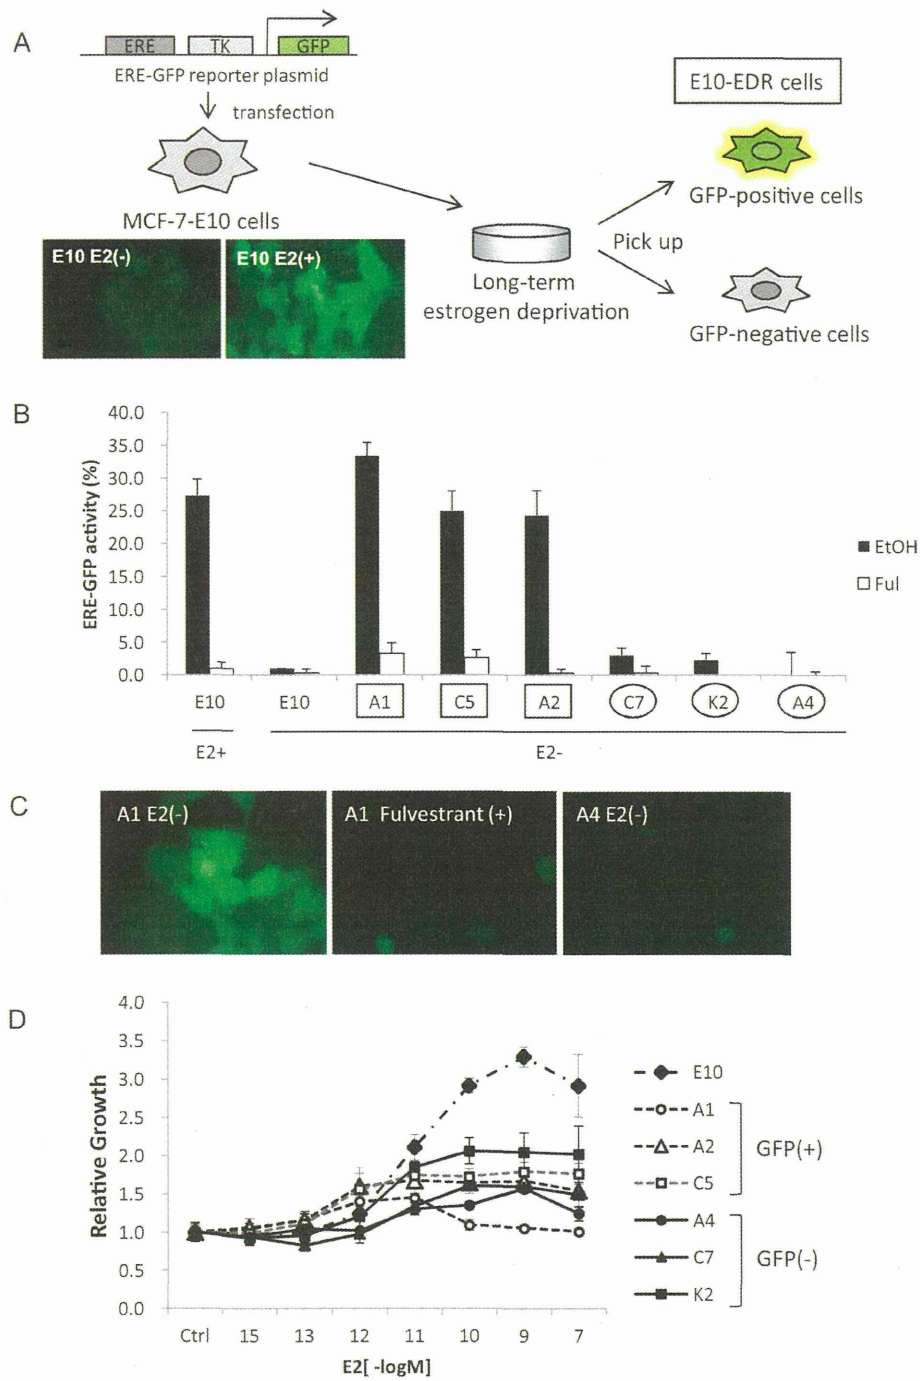 A
ERE TK GFP
ERE-GFP reporter plasmid
transfection
MCF-7-E10 cells
E10 E2(-)
E10 E2(+)
Long-term
estrogen deprivation
Pick up
E10-EDR cells
GFP-positive cells
GFP-negative cells
B
ERE-GFP activity (%)
40.0
35.0
30.0
25.0
20.0
15.0
10.0
5.0
0.0
E10 E10 A1 C5 A2 C7 K2 A4
E2+ E2-
EtOH
Ful
C
A1 E2(-)
A1 Fulvestrant (+)
A4 E2(-)
D
Relative Growth
4.0
3.5
3.0
2.5
2.0
1.5
1.0
0.5
0.0
Ctrl 15 13 12 11 10 9 7
E2[ -logM]
E10
A1
A2
C5
GFP(+)
A4
C7
K2
GFP(-)